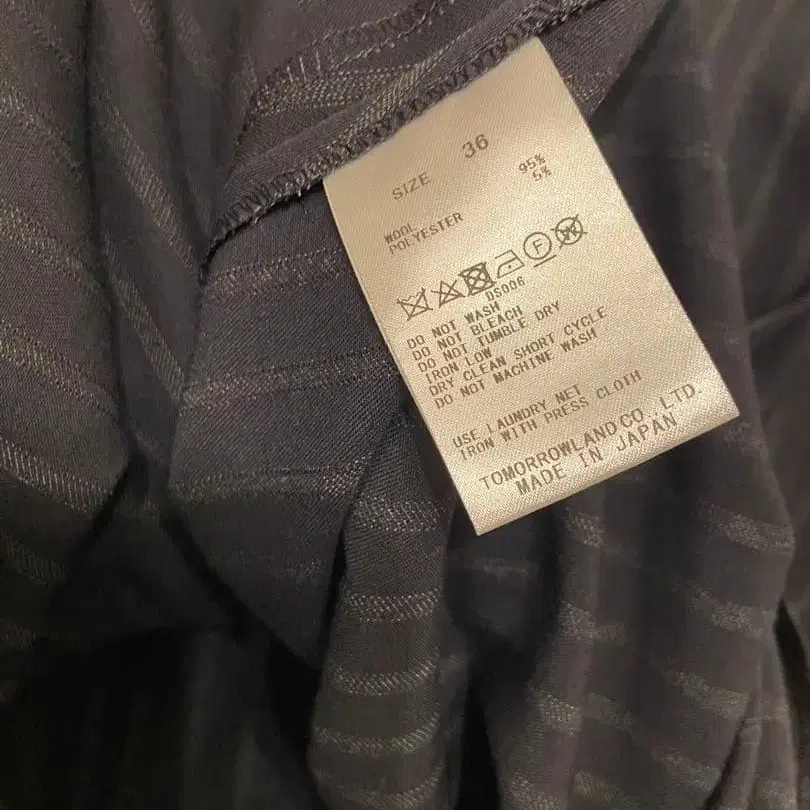 SIZE 36
WOOL 95%
POLYESTER 5%
F
W
DS006
DO NOT WASH
DO NOT BLEACH
DO NOT TUMBLE DRY
IRON LOW
DRY CLEAN SHORT CYCLE
DO NOT MACHINE WASH
USE LAUNDRY NET
IRON WITH PRESS CLOTH
TOMORROWLAND CO., LTD.
MADE IN JAPAN